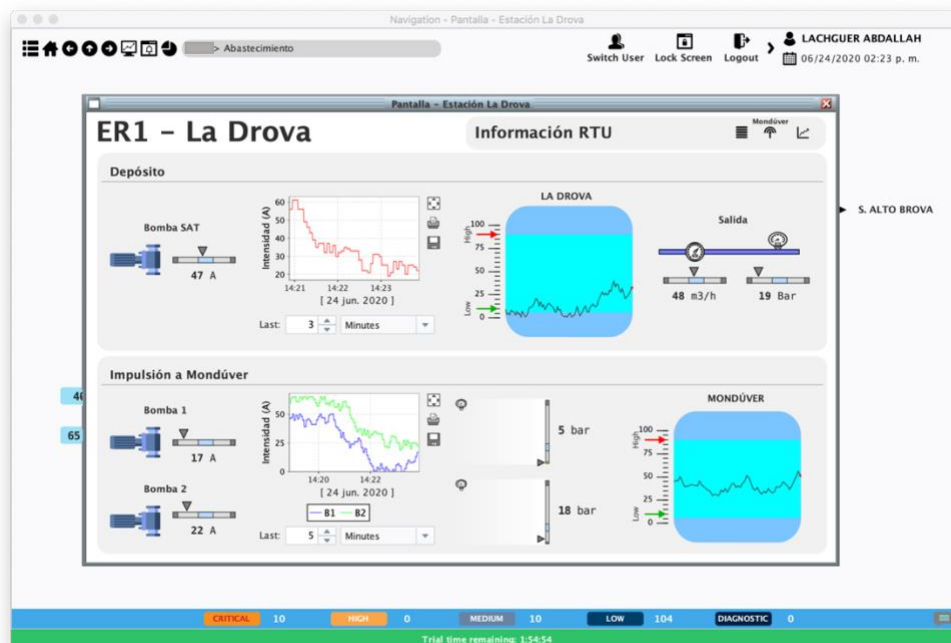 Navigation - Pantalla - Estación La Drova
> Abastecimiento
Switch User
Lock Screen
Logout
LACHGUER ABDALLAH
06/24/2020 02:23 p. m.
Pantalla - Estación La Drova
ER1 - La Drova
Información RTU
Mondúver
Depósito
Bomba SAT
47 A
Intensidad (A)
60
50
40
30
20
14:21 14:22 14:23
[ 24 jun. 2020 ]
Last: 3 Minutes
LA DROVA
High
Low
100
75
50
25
0
Salida
48 m3/h
19 Bar
S. ALTO BROVA
Impulsión a Mondúver
65
Bomba 1
17 A
Bomba 2
22 A
Intensidad (A)
50
25
0
14:20 14:22
[ 24 jun. 2020 ]
B1 B2
Last: 5 Minutes
5 bar
18 bar
MONDÚVER
High
Low
100
75
50
25
0
CRITICAL 10 HIGH 0 MEDIUM 10 LOW 104 DIAGNOSTIC 0
Trial time remaining: 1:54:54